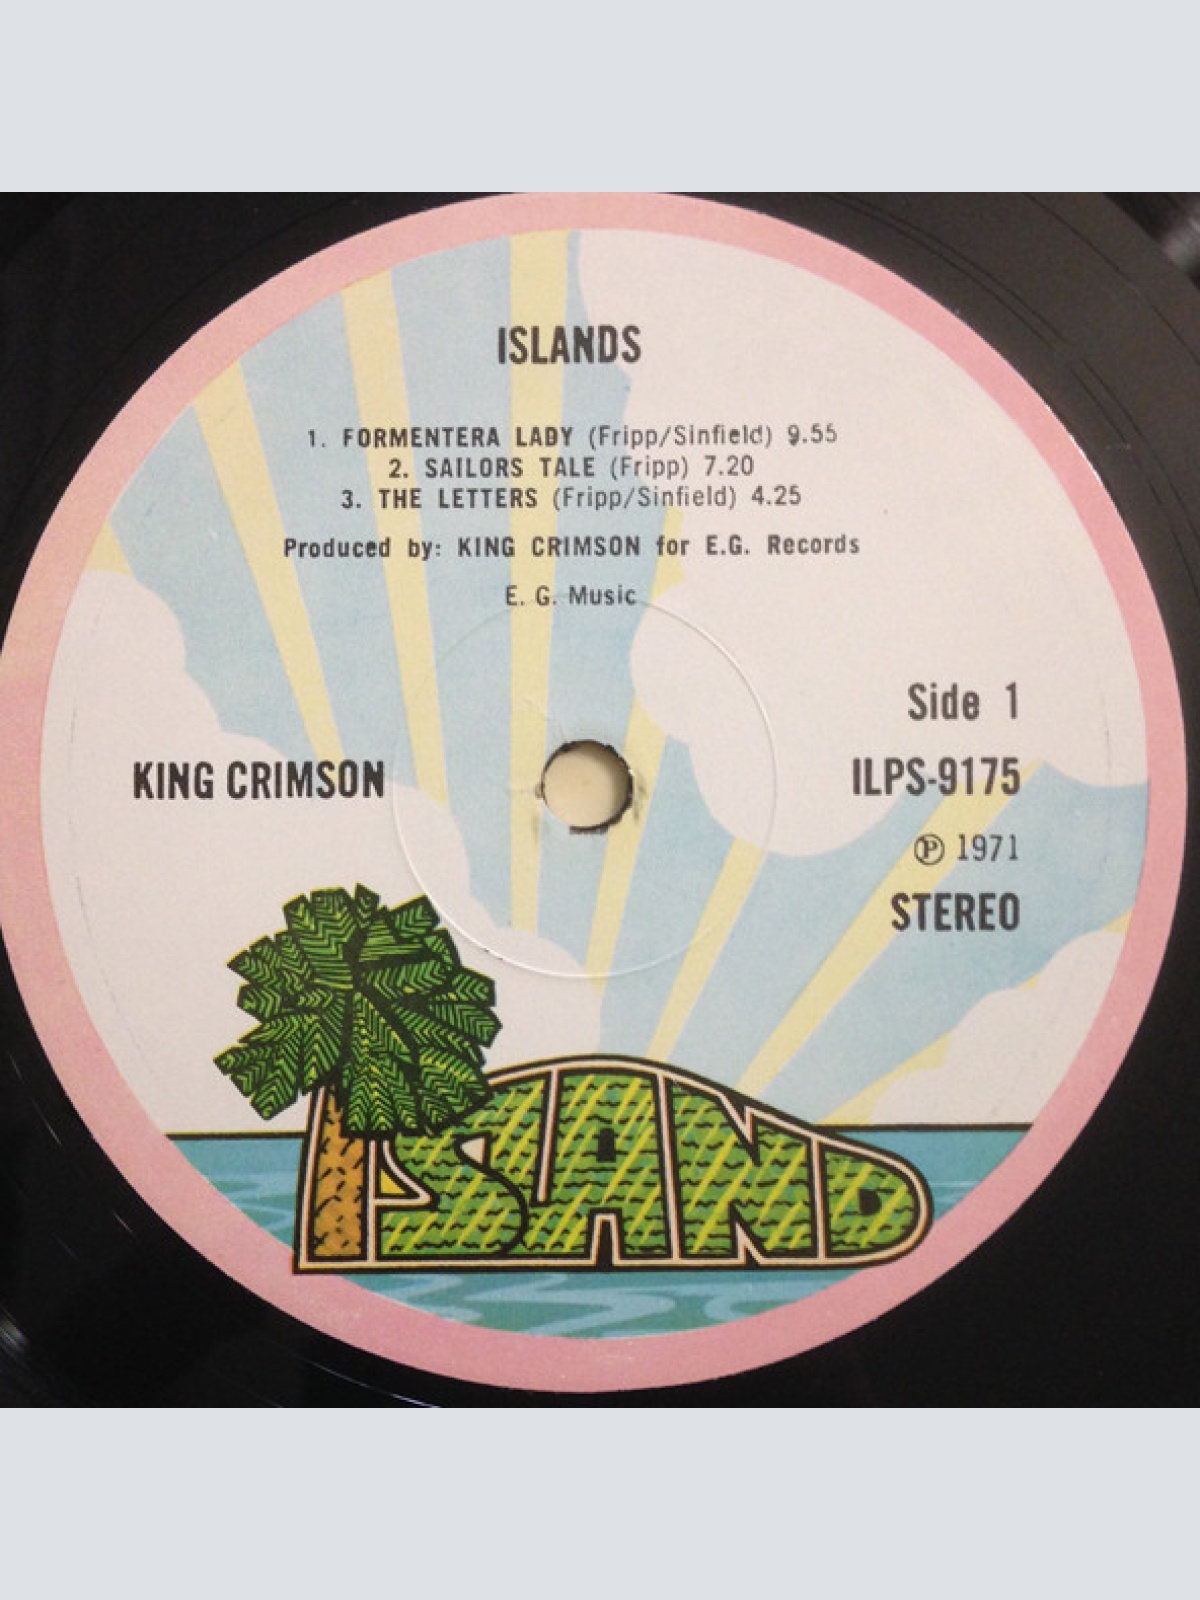 ISLANDS
1. FORMENTERA LADY (Fripp/Sinfield) 9.55
2. SAILORS TALE (Fripp) 7.20
3. THE LETTERS (Fripp/Sinfield) 4.25
Produced by: KING CRIMSON for E.G. Records
E. G. Music
Side 1
KING CRIMSON
ILPS-9175
Ⓟ 1971
STEREO
ISLAND